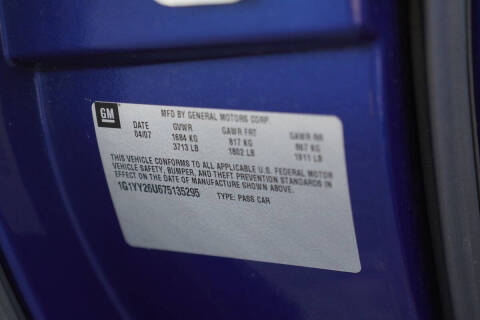 GM
MFD BY GENERAL MOTORS CORP.
DATE GVWR GAWR FRT GAWR RR
04/07 1684 KG 817 KG 867 KG
3713 LB 1802 LB 1911 LB
THIS VEHICLE CONFORMS TO ALL APPLICABLE U.S. FEDERAL MOTOR
VEHICLE SAFETY, BUMPER, AND THEFT PREVENTION STANDARDS IN
EFFECT ON THE DATE OF MANUFACTURE SHOWN ABOVE.
1G1YY26U675135295 TYPE: PASS CAR